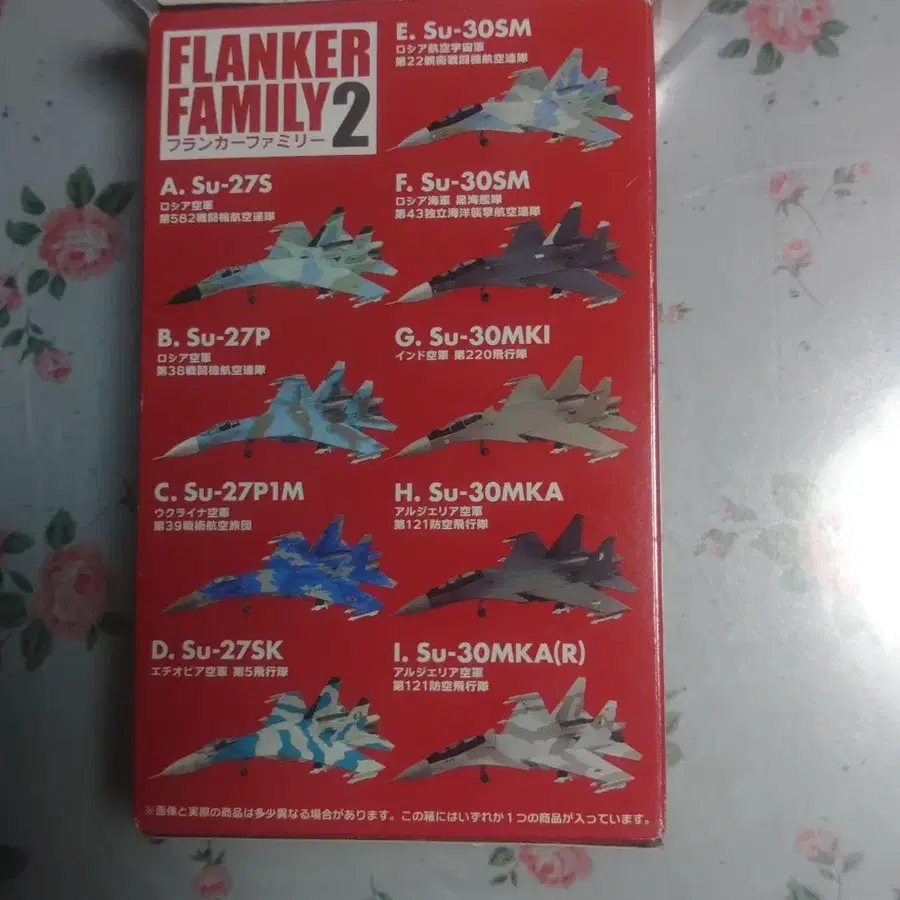 FLANKER
FAMILY 2
フランカーファミリー
A. Su-27S
ロシア空軍
第582戦闘機航空連隊
B. Su-27P
ロシア空軍
第38戦闘機航空連隊
C. Su-27P1M
ウクライナ空軍
第39戦術航空旅団
D. Su-27SK
エチオピア空軍 第5飛行隊
E. Su-30SM
ロシア航空宇宙軍
第22親衛戦闘機航空連隊
F. Su-30SM
ロシア海軍 黒海艦隊
第43独立海洋襲撃航空連隊
G. Su-30MKI
インド空軍 第220飛行隊
H. Su-30MKA
アルジェリア空軍
第121防空飛行隊
I. Su-30MKA(R)
アルジェリア空軍
第121防空飛行隊
※画像と実際の商品は多少異なる場合があります。この箱にはいずれか1つの商品が入っています。